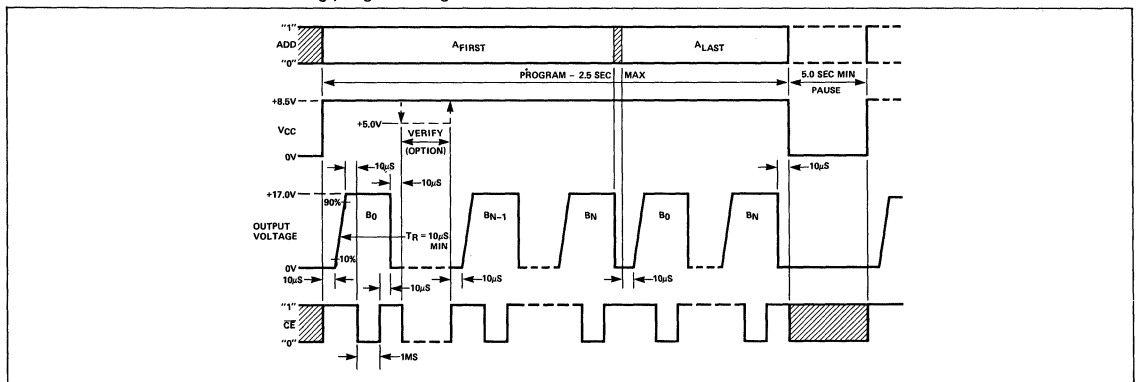 "1"
ADD
"0"
AFIRST
ALAST
PROGRAM – 2.5 SEC MAX
5.0 SEC MIN
PAUSE
+8.5V
+5.0V
VCC
VERIFY
(OPTION)
0V
10μS
10μS
10μS
+17.0V
90%
B0
BN-1
BN
B0
BN
OUTPUT
VOLTAGE
TR = 10μS
MIN
10%
0V
10μS
10μS
10μS
10μS
"1"
CE
"0"
1MS